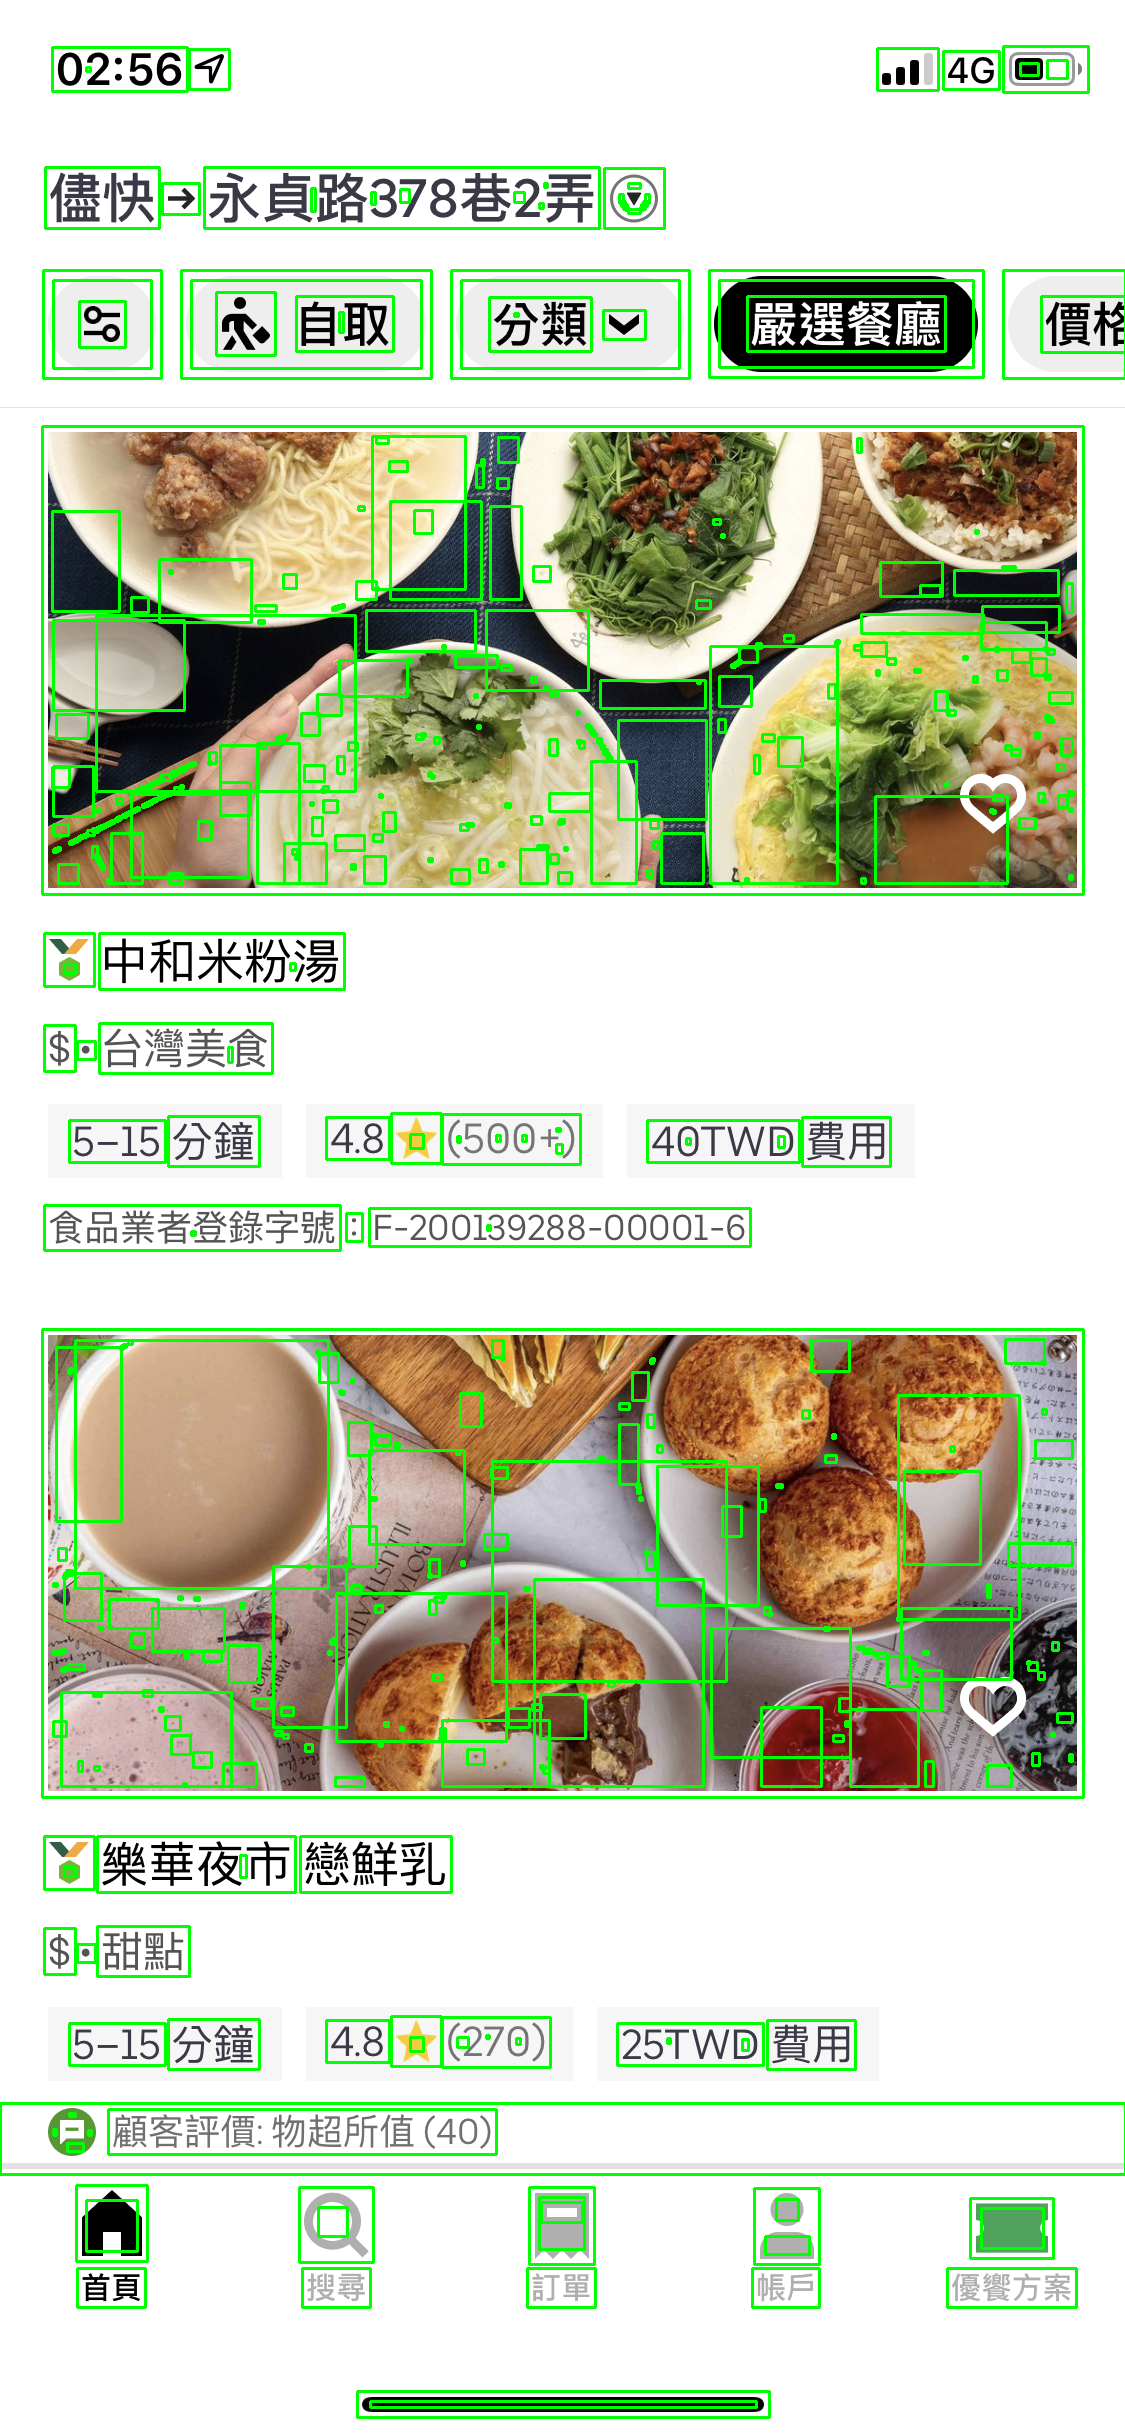 02:56 4G
儘快 → 永貞路378巷2弄
自取 分類 嚴選餐廳 價格
中和米粉湯
$ • 台灣美食
5–15 分鐘 4.8 (500+) 40TWD 費用
食品業者登錄字號 : F-200139288-00001-6
BOTA
ILLUSTRA
樂華夜市 戀鮮乳
$ • 甜點
5–15 分鐘 4.8 (270) 25TWD 費用
顧客評價: 物超所值 (40)
首頁 搜尋 訂單 帳戶 優饗方案